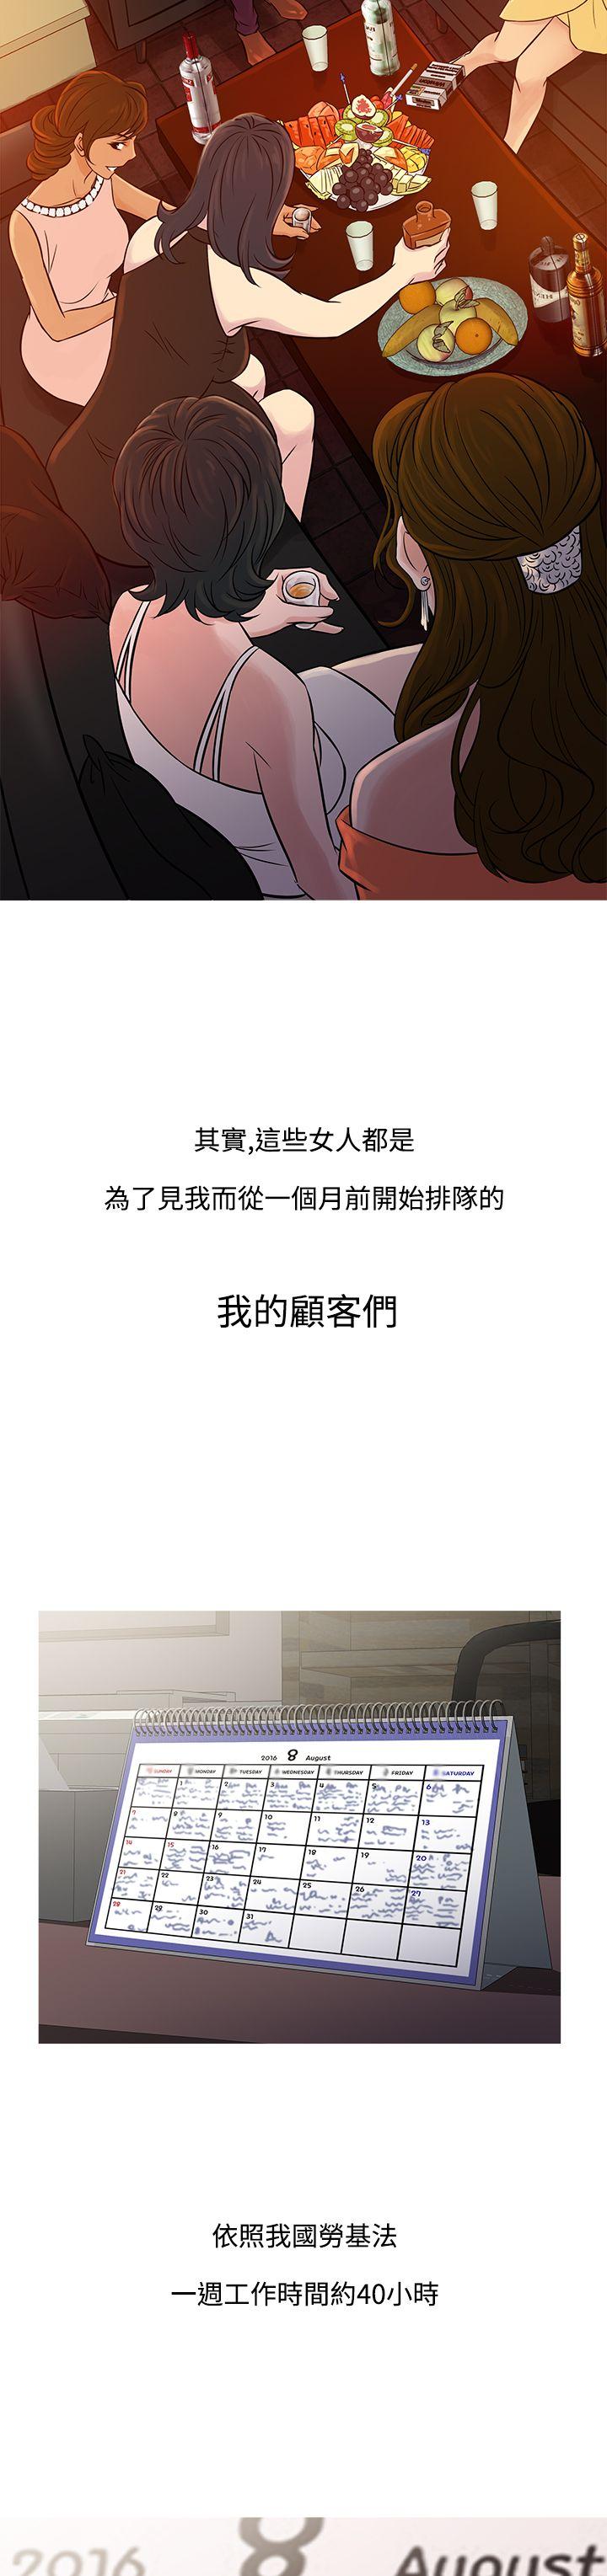 其實,這些女人都是
為了見我而從一個月前開始排隊的
我的顧客們
2016 8 August
SUNDAY MONDAY TUESDAY WEDNESDAY THURSDAY FRIDAY SATURDAY
1 2 3 4 5 6
7 8 9 10 11 12 13
14 15 16 17 18 19 20
21 22 23 24 25 26 27
28 29 30 31
依照我國勞基法
一週工作時間約40小時
2016 8 August